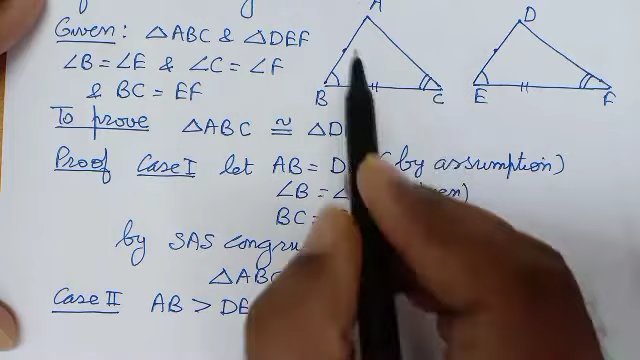 Given: △ABC & △DEF
∠B = ∠E & ∠C = ∠F
& BC = EF
A
B
C
D
E
F
To prove △ABC ≅ △D
Proof Case I let AB = D (by assumption)
∠B = ∠
BC =
by SAS congru
△ABC
Case II AB > DE